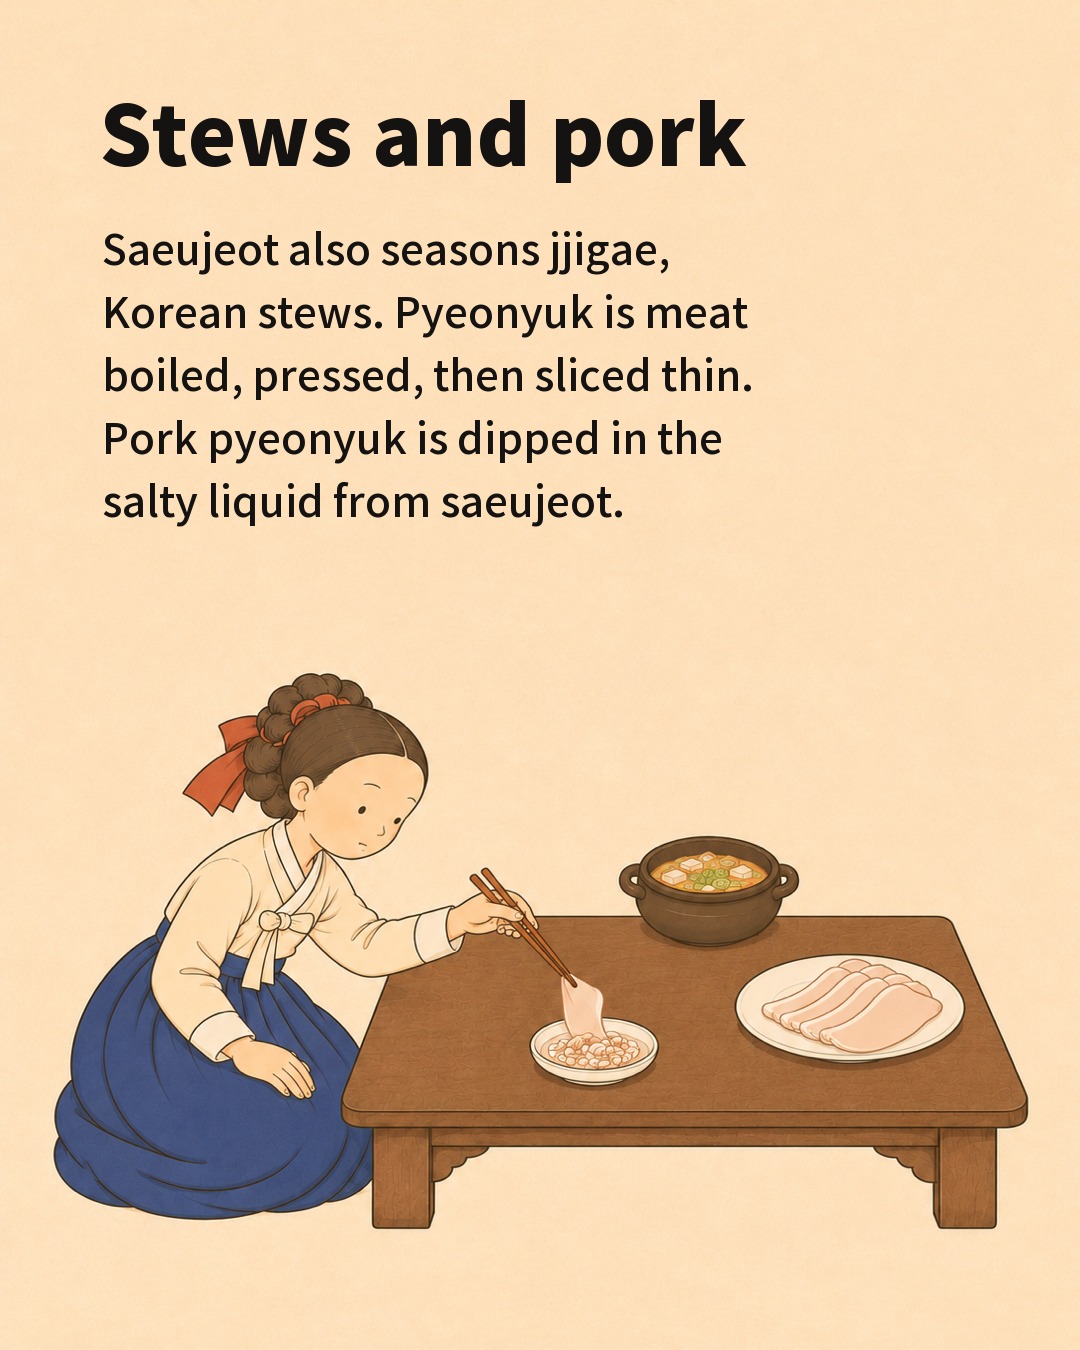 Stews and pork
Saeujeot also seasons jjigae,
Korean stews. Pyeonyuk is meat
boiled, pressed, then sliced thin.
Pork pyeonyuk is dipped in the
salty liquid from saeujeot.